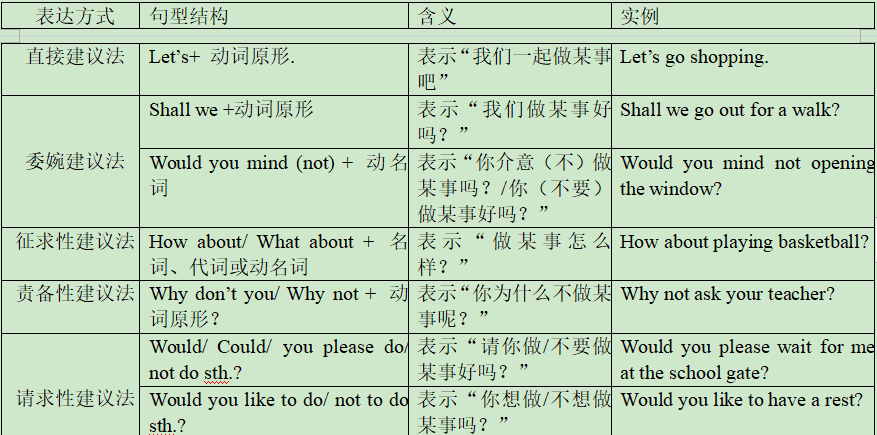 表达方式 句型结构 含义 实例
直接建议法 Let’s+ 动词原形. 表示“我们一起做某事吧” Let’s go shopping.
委婉建议法 Shall we +动词原形 表示“我们做某事好吗？” Shall we go out for a walk?
Would you mind (not) + 动名词 表示“你介意（不）做某事吗？/你（不要）做某事好吗？” Would you mind not opening the window?
征求性建议法 How about/ What about + 名词、代词或动名词 表示“做某事怎么样？” How about playing basketball?
责备性建议法 Why don’t you/ Why not + 动词原形？ 表示“你为什么不做某事呢？” Why not ask your teacher?
请求性建议法 Would/ Could/ you please do/ not do sth.? 表示“请你做/不要做某事好吗？” Would you please wait for me at the school gate?
Would you like to do/ not to do sth.? 表示“你想做/不想做某事吗？” Would you like to have a rest?